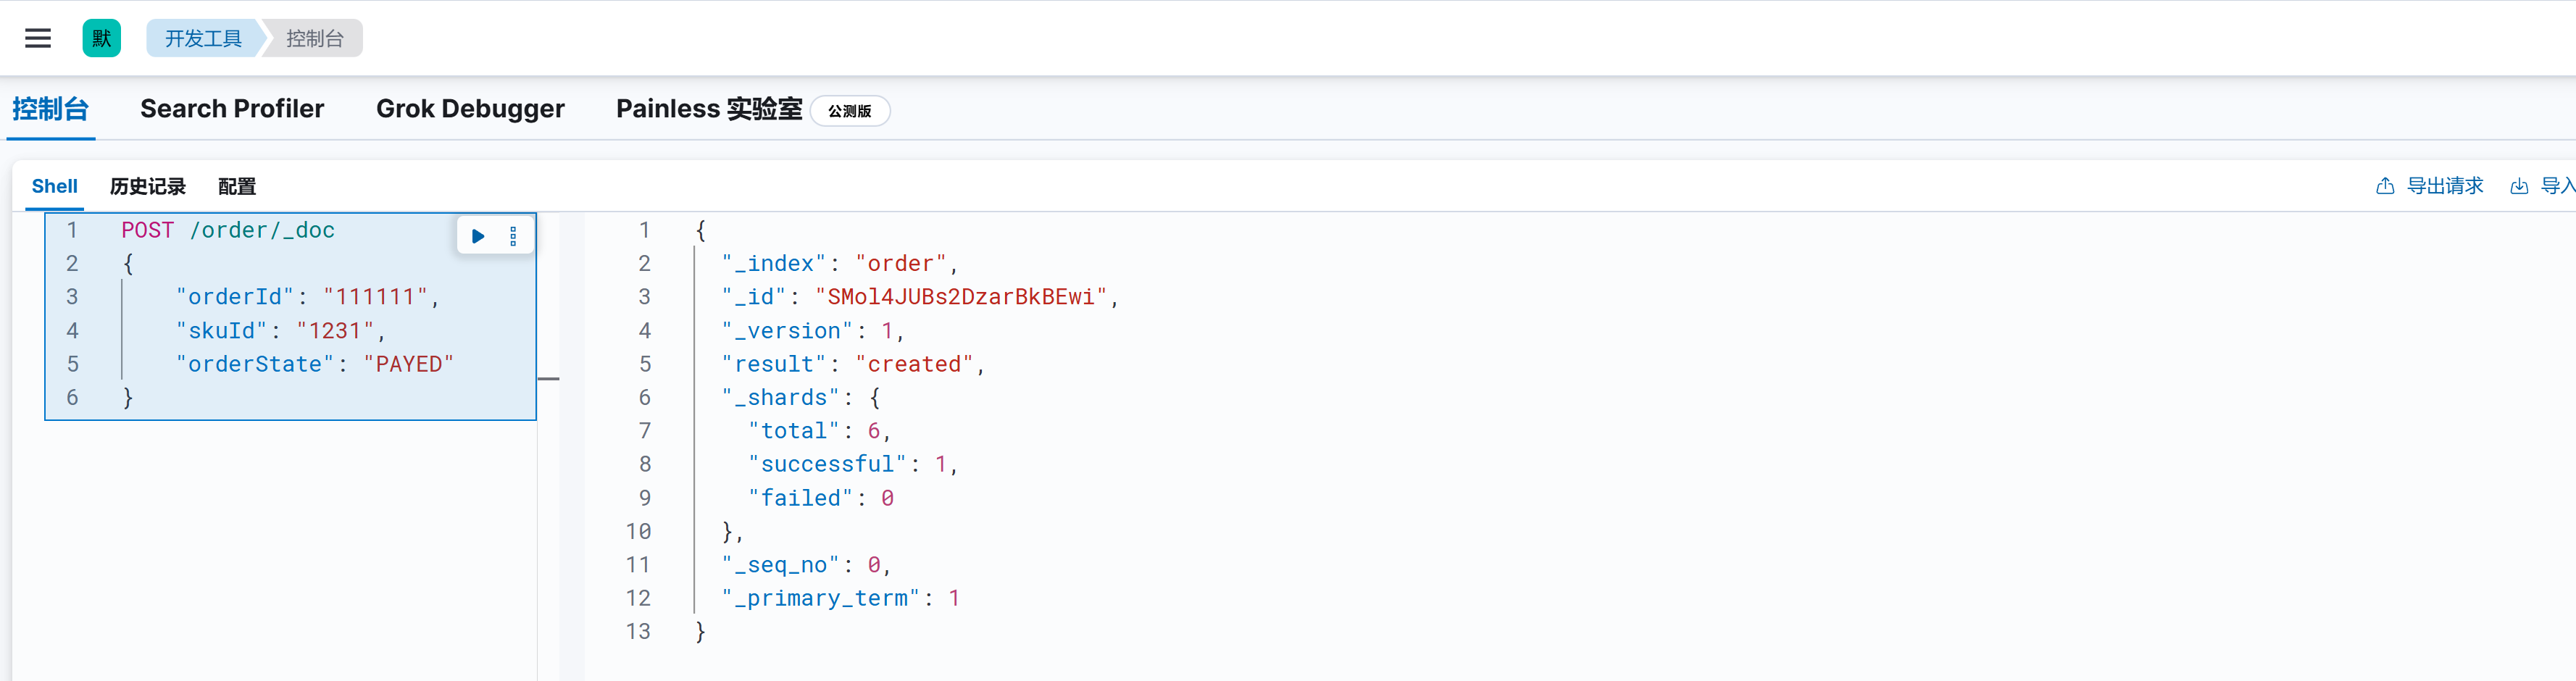 默 开发工具 控制台
控制台 Search Profiler Grok Debugger Painless 实验室 公测版
Shell 历史记录 配置 导出请求 导入
1 POST /order/_doc
2 {
3 "orderId": "111111",
4 "skuId": "1231",
5 "orderState": "PAYED"
6 }
1 {
2 "_index": "order",
3 "_id": "SMol4JUBs2DzarBkBEwi",
4 "_version": 1,
5 "result": "created",
6 "_shards": {
7 "total": 6,
8 "successful": 1,
9 "failed": 0
10 },
11 "_seq_no": 0,
12 "_primary_term": 1
13 }